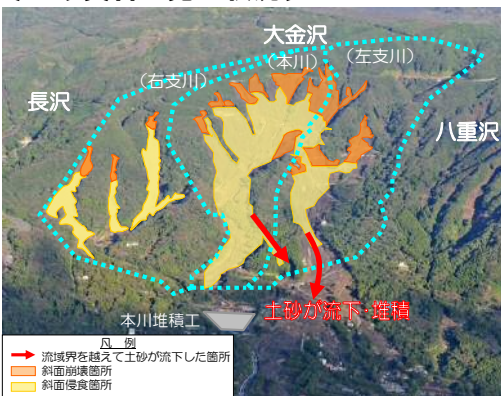 大金沢
（本川）
（左支川）
（右支川）
長沢
八重沢
土砂が流下・堆積
本川堆積工
凡　例
流域界を越えて土砂が流下した箇所
斜面崩壊箇所
斜面侵食箇所